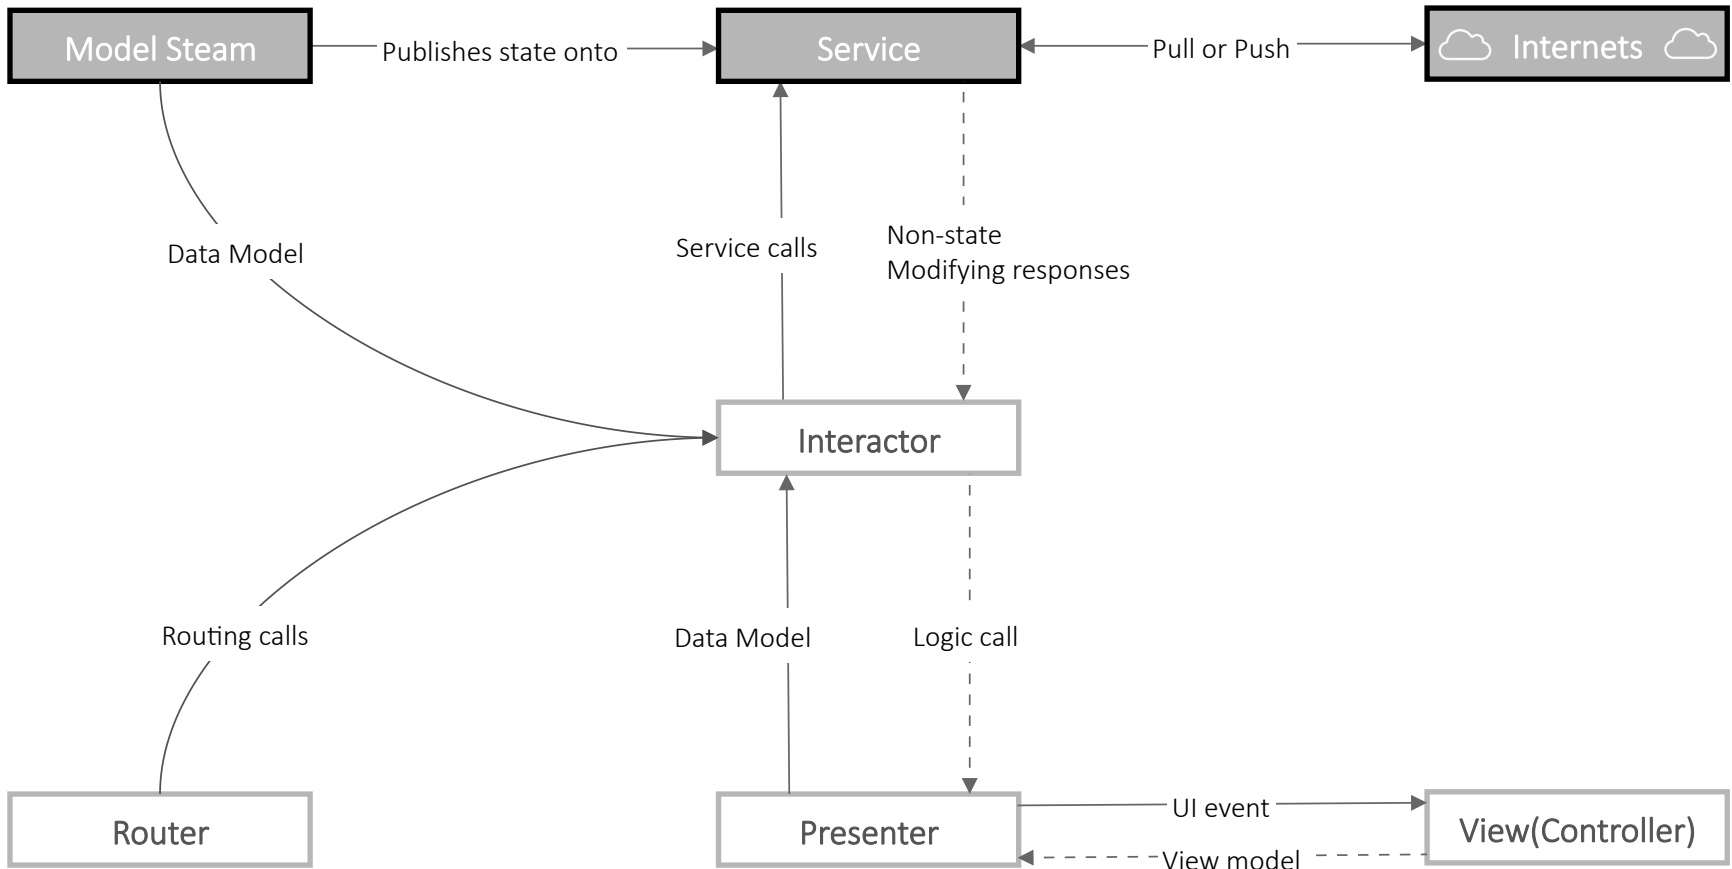 Model Steam
Publishes state onto
Service
Pull or Push
Internets
Data Model
Service calls
Non-state
Modifying responses
Interactor
Routing calls
Data Model
Logic call
Router
Presenter
UI event
View model
View(Controller)